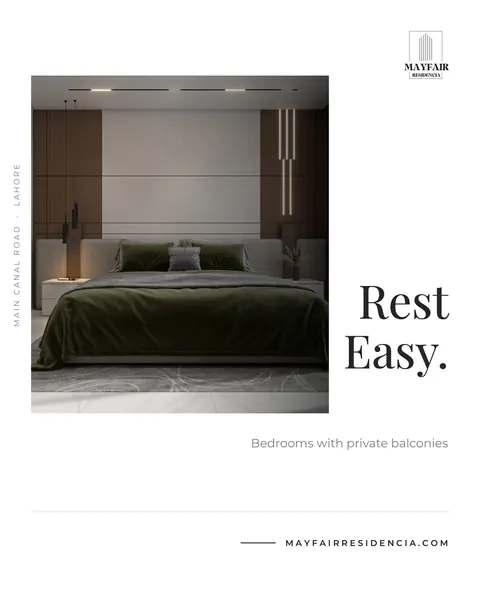 MAYFAIR
RESIDENCIA
MAIN CANAL ROAD · LAHORE
Rest
Easy.
Bedrooms with private balconies
MAYFAIRRESIDENCIA.COM